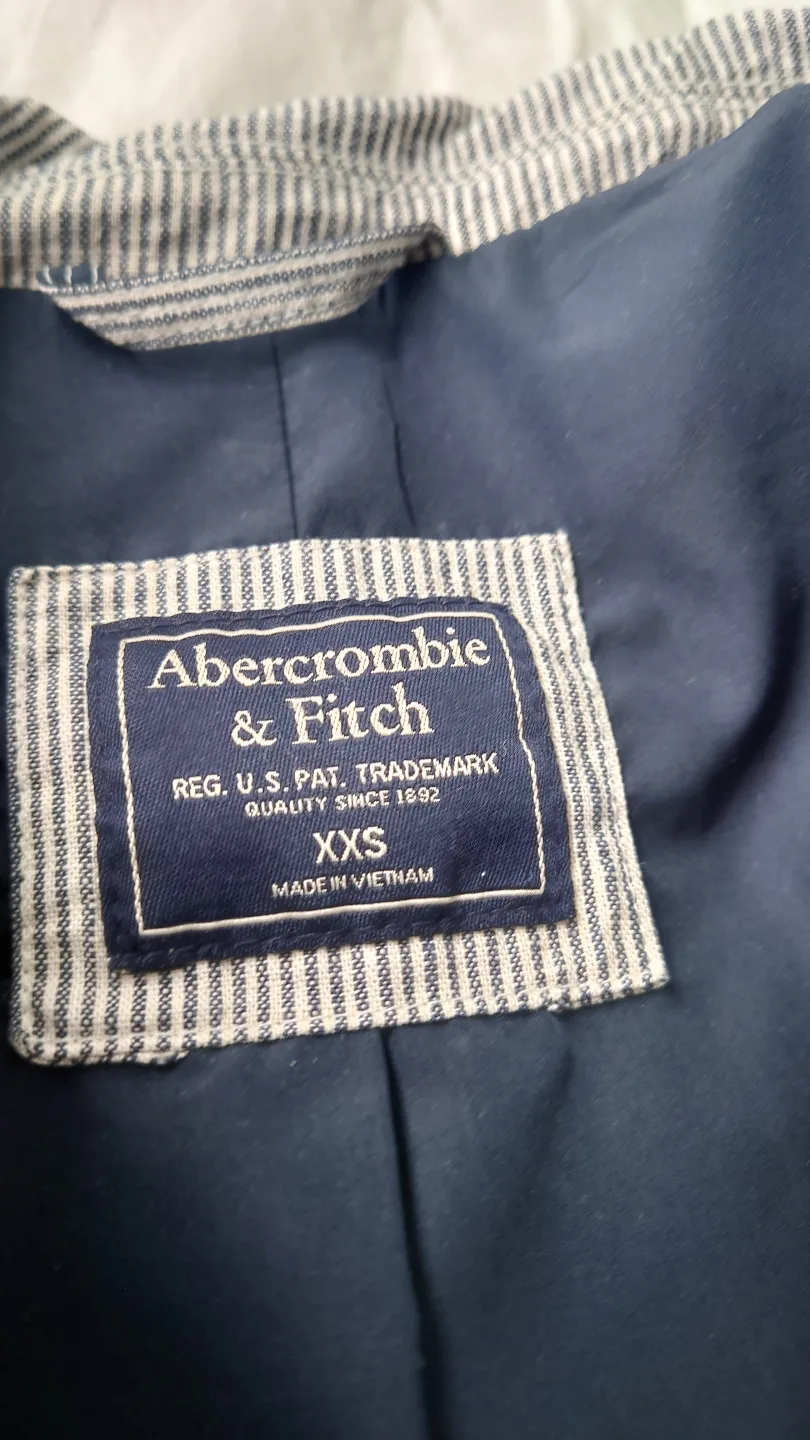 Abercrombie
& Fitch
REG. U.S. PAT. TRADEMARK
QUALITY SINCE 1892
XXS
MADE IN VIETNAM